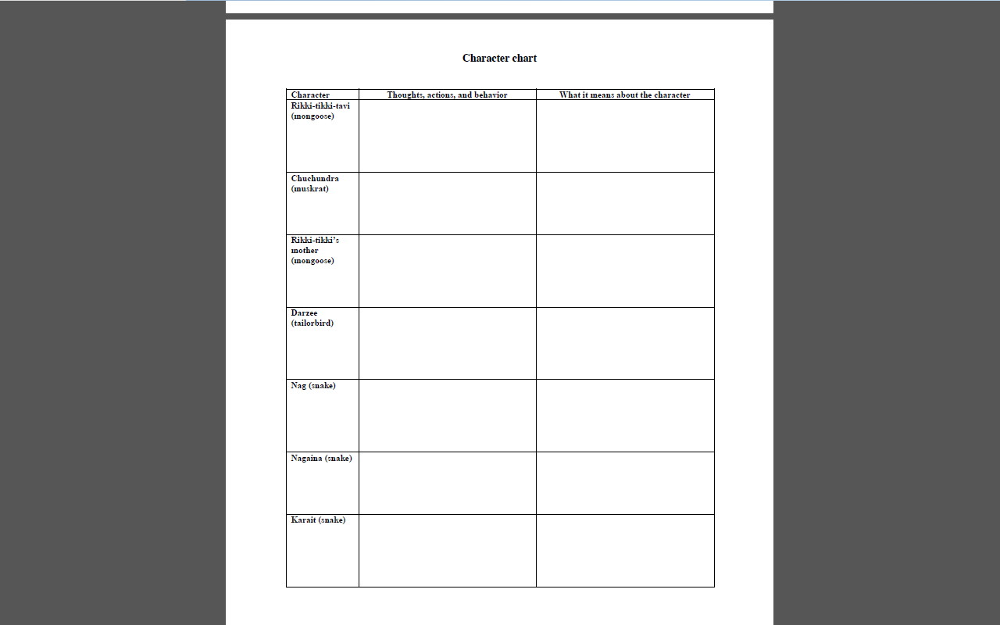 Character chart
Character Thoughts, actions, and behavior What it means about the character
Rikki-tikki-tavi
(mongoose)
Chuchundra
(muskrat)
Rikki-tikki’s
mother
(mongoose)
Darzee
(tailorbird)
Nag (snake)
Nagaina (snake)
Karait (snake)